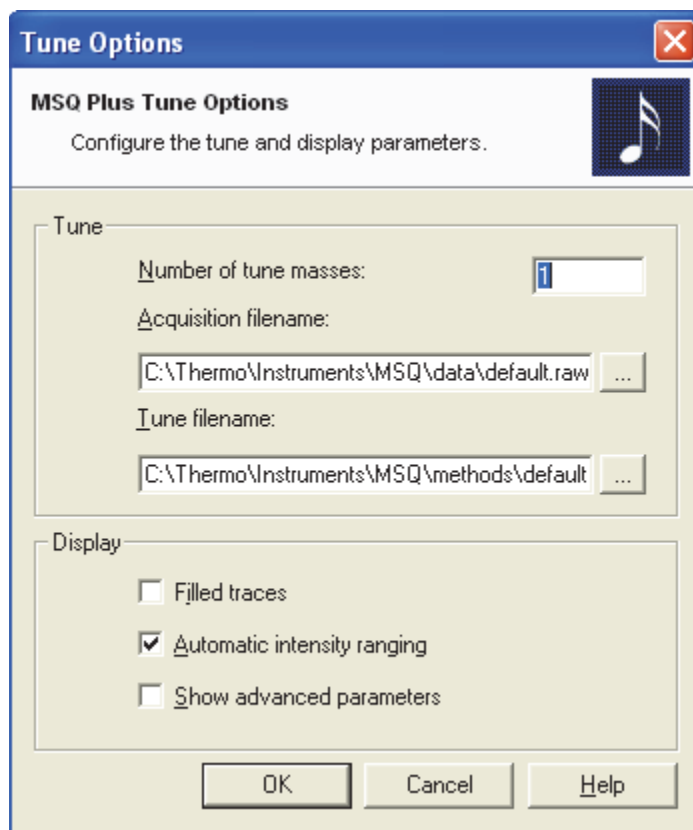 Tune Options
MSQ Plus Tune Options
Configure the tune and display parameters.
Tune
Number of tune masses:
1
Acquisition filename:
C:\Thermo\Instruments\MSQ\data\default.raw
...
Tune filename:
C:\Thermo\Instruments\MSQ\methods\default
...
Display
Filled traces
Automatic intensity ranging
Show advanced parameters
OK
Cancel
Help